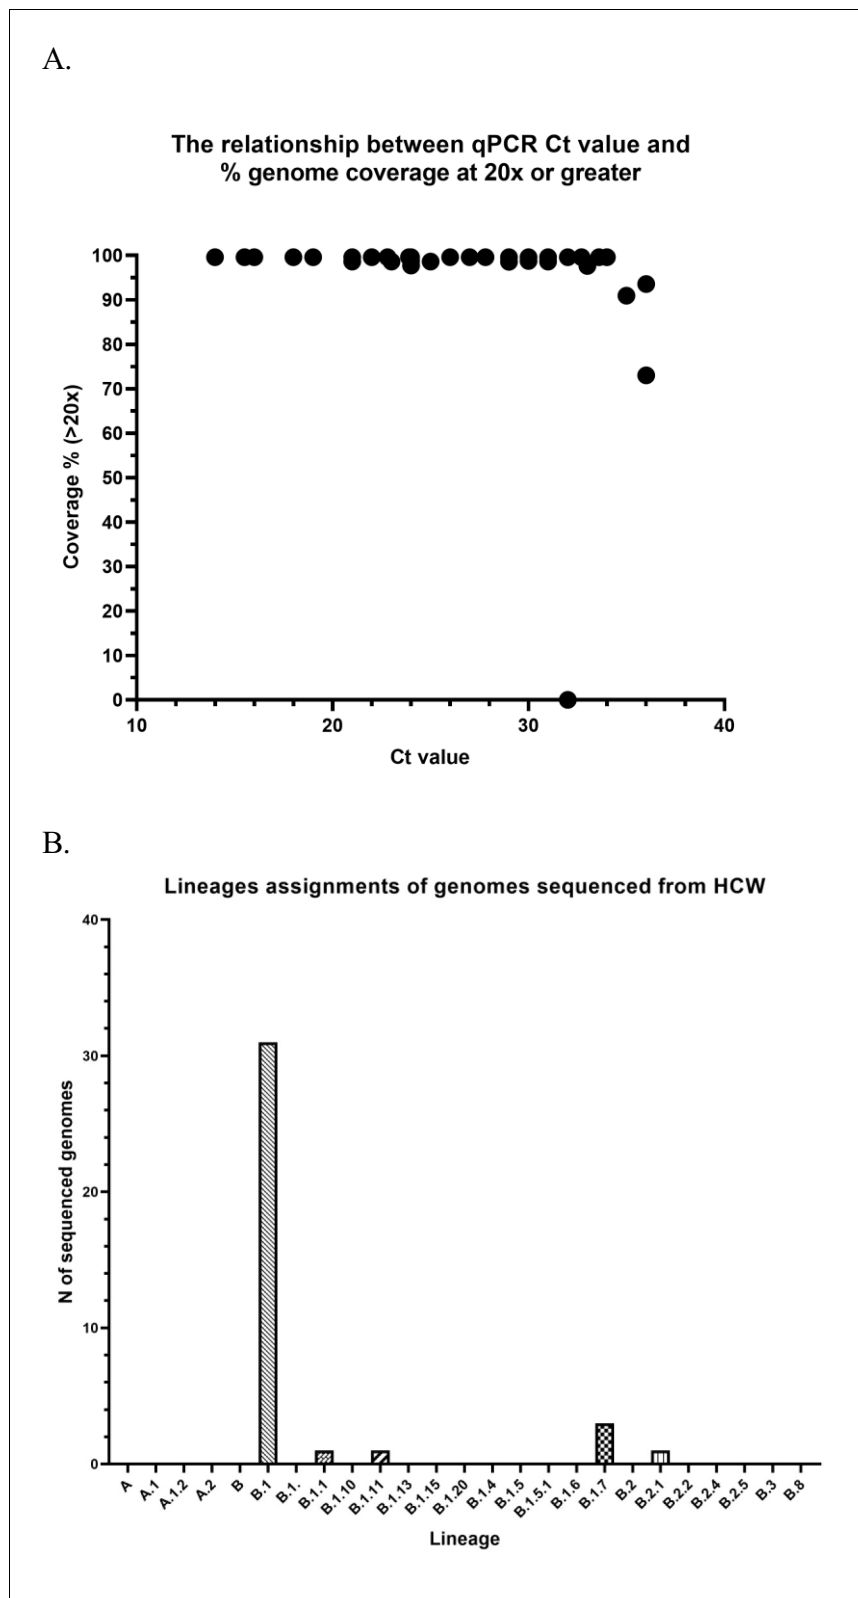 A.
The relationship between qPCR Ct value and
% genome coverage at 20x or greater
Coverage % (>20x)
100
90
80
70
60
50
40
30
20
10
0
10 20 30 40
Ct value
B.
Lineages assignments of genomes sequenced from HCW
N of sequenced genomes
40
30
20
10
0
A A.1 A.1.2 A.2 B B.1 B.1. B.1.1 B.1.10 B.1.11 B.1.13 B.1.15 B.1.20 B.1.4 B.1.5 B.1.5.1 B.1.6 B.1.7 B.2 B.2.1 B.2.2 B.2.4 B.2.5 B.3 B.8
Lineage